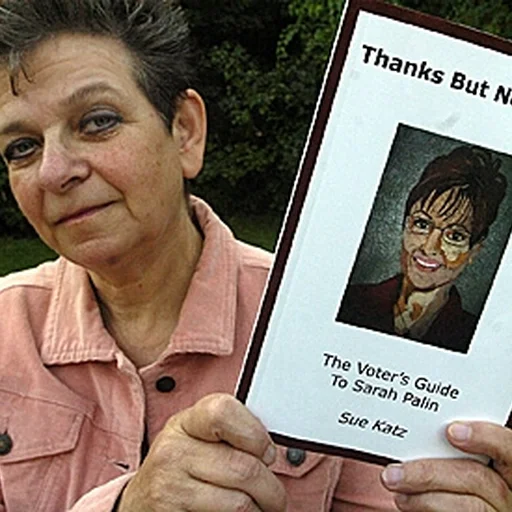 Thanks But N
The Voter's Guide
To Sarah Palin
Sue Katz